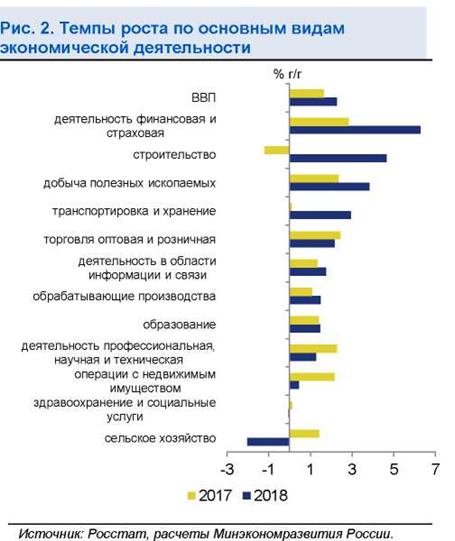 Рис. 2. Темпы роста по основным видам
экономической деятельности
% г/г
ВВП
деятельность финансовая и
страховая
строительство
добыча полезных ископаемых
транспортировка и хранение
торговля оптовая и розничная
деятельность в области
информации и связи
обрабатывающие производства
образование
деятельность профессиональная,
научная и техническая
операции с недвижимым
имуществом
здравоохранение и социальные
услуги
сельское хозяйство
-3 -1 1 3 5 7
2017 2018
Источник: Росстат, расчеты Минэкономразвития России.